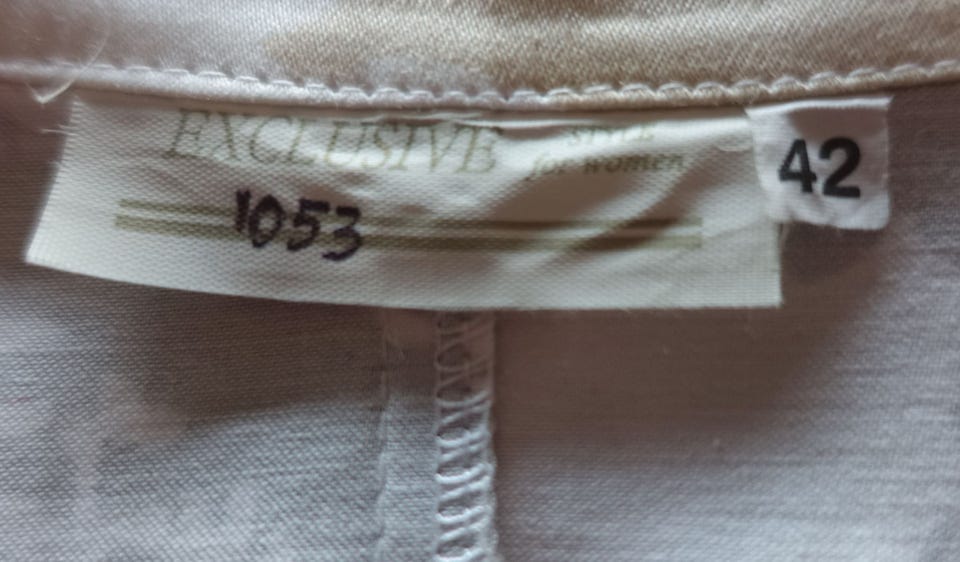 EXCLUSIVE
STYLE
for women
42
1053